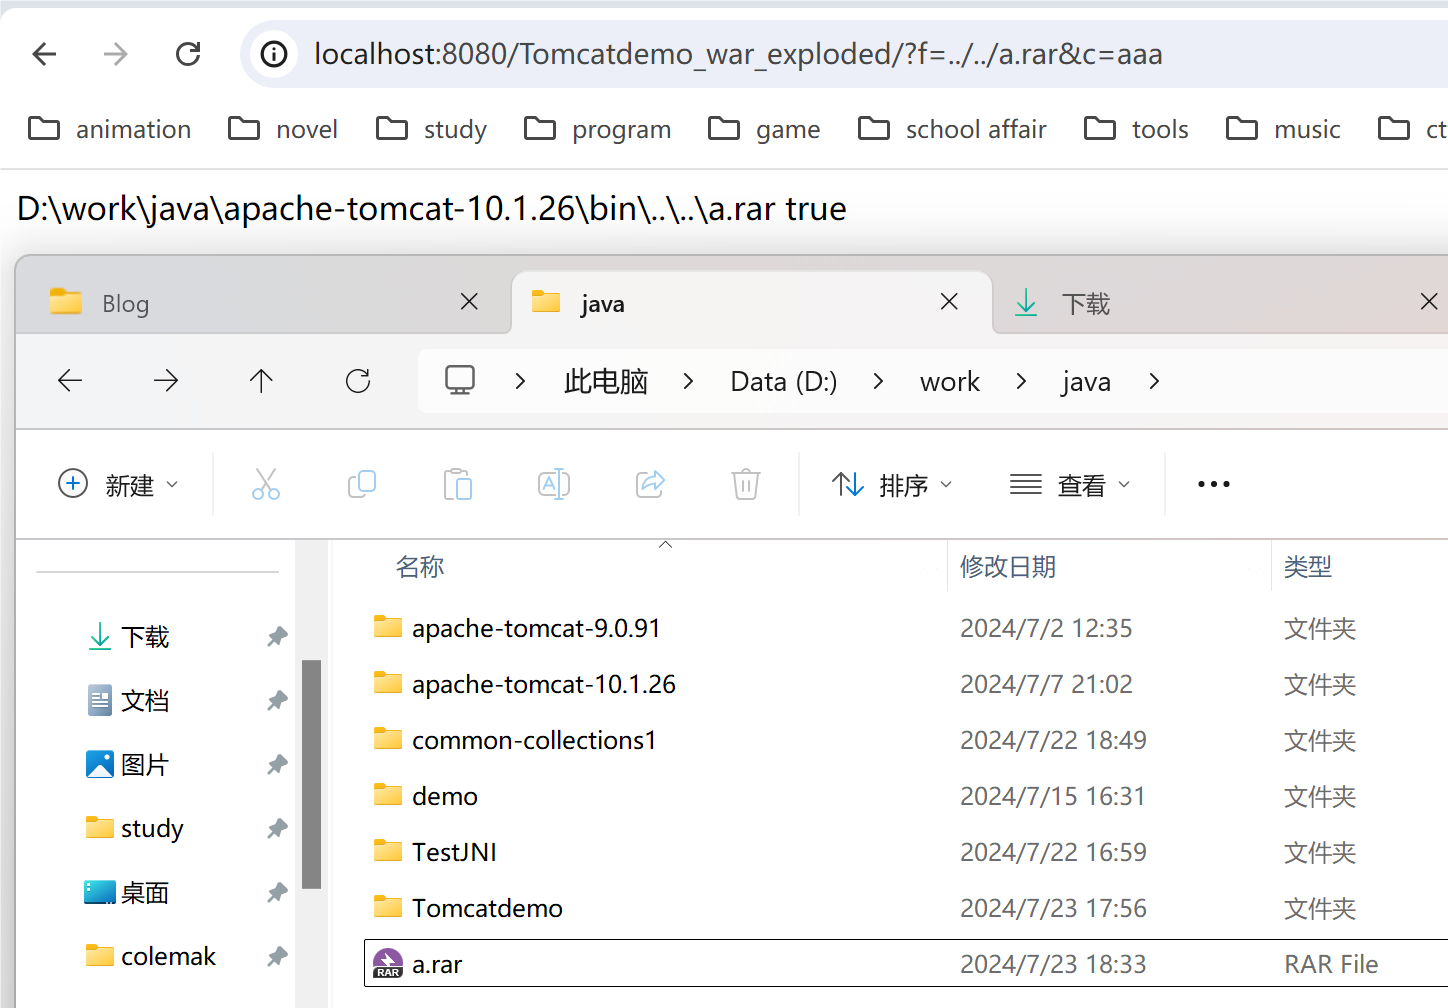 localhost:8080/Tomcatdemo_war_exploded/?f=../../a.rar&c=aaa
animation novel study program game school affair tools music ct
D:\work\java\apache-tomcat-10.1.26\bin\..\..\a.rar true
Blog java 下载
此电脑 Data (D:) work java
新建 排序 查看
名称 修改日期 类型
apache-tomcat-9.0.91 2024/7/2 12:35 文件夹
下载
apache-tomcat-10.1.26 2024/7/7 21:02 文件夹
文档
common-collections1 2024/7/22 18:49 文件夹
图片
demo 2024/7/15 16:31 文件夹
study
TestJNI 2024/7/22 16:59 文件夹
桌面
Tomcatdemo 2024/7/23 17:56 文件夹
colemak
RAR a.rar 2024/7/23 18:33 RAR File